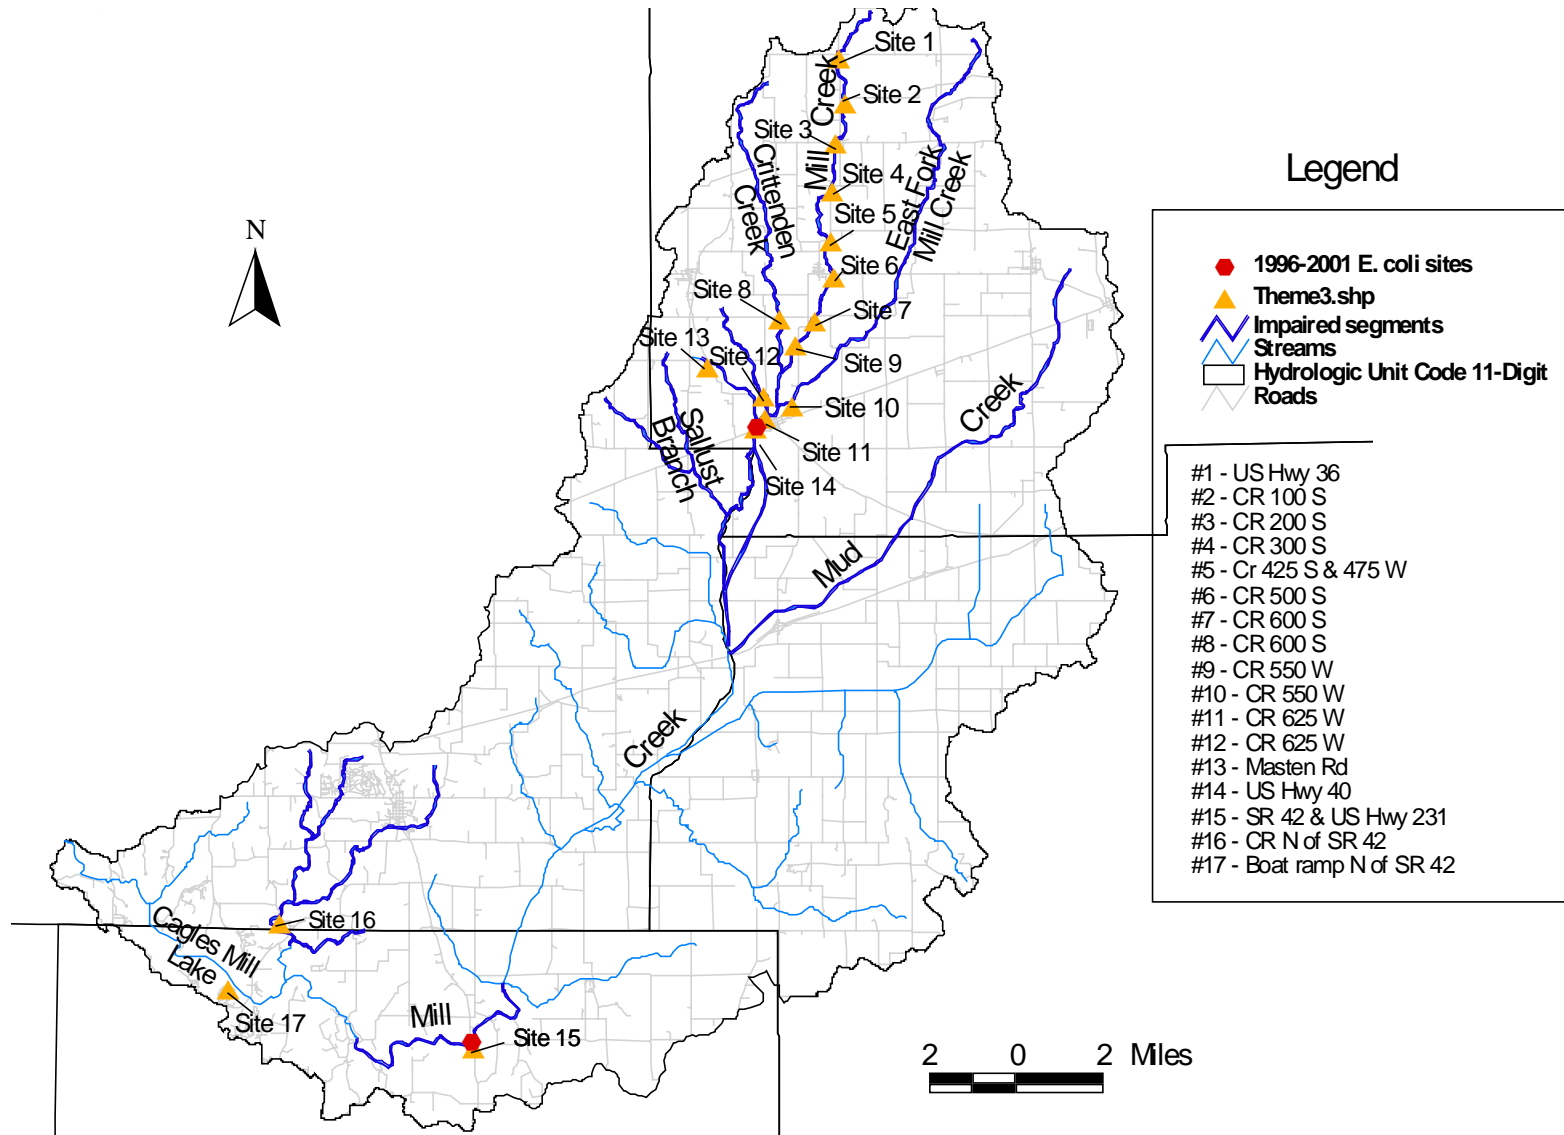 Site 1
Creek
Site 2
Site 3
Mill
Site 4
Crittenden
Creek
East Fork
Mill Creek
Site 5
Site 6
Site 8
Site 7
Site 13
Site 12
Site 9
Creek
Site 10
Sallust
Branch
Site 11
Site 14
Mud
Creek
Site 16
Cagles Mill
Lake
Site 17
Mill
Site 15
N
2 0 2 Miles
Legend
1996-2001 E. coli sites
Theme3.shp
Impaired segments
Streams
Hydrologic Unit Code 11-Digit
Roads
#1 - US Hwy 36
#2 - CR 100 S
#3 - CR 200 S
#4 - CR 300 S
#5 - Cr 425 S & 475 W
#6 - CR 500 S
#7 - CR 600 S
#8 - CR 600 S
#9 - CR 550 W
#10 - CR 550 W
#11 - CR 625 W
#12 - CR 625 W
#13 - Masten Rd
#14 - US Hwy 40
#15 - SR 42 & US Hwy 231
#16 - CR N of SR 42
#17 - Boat ramp N of SR 42